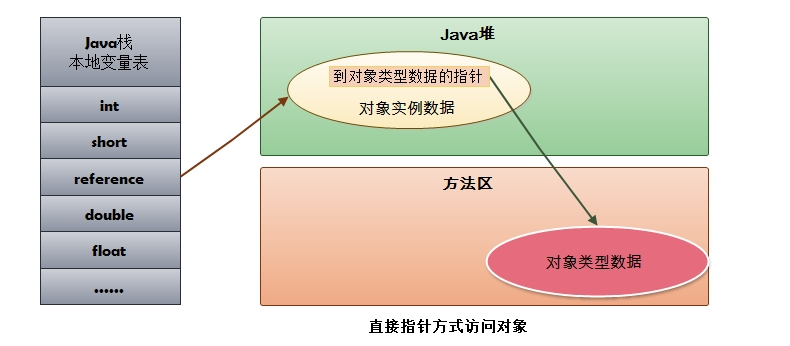 Java栈
本地变量表
int
short
reference
double
float
......
Java堆
到对象类型数据的指针
对象实例数据
方法区
对象类型数据
直接指针方式访问对象